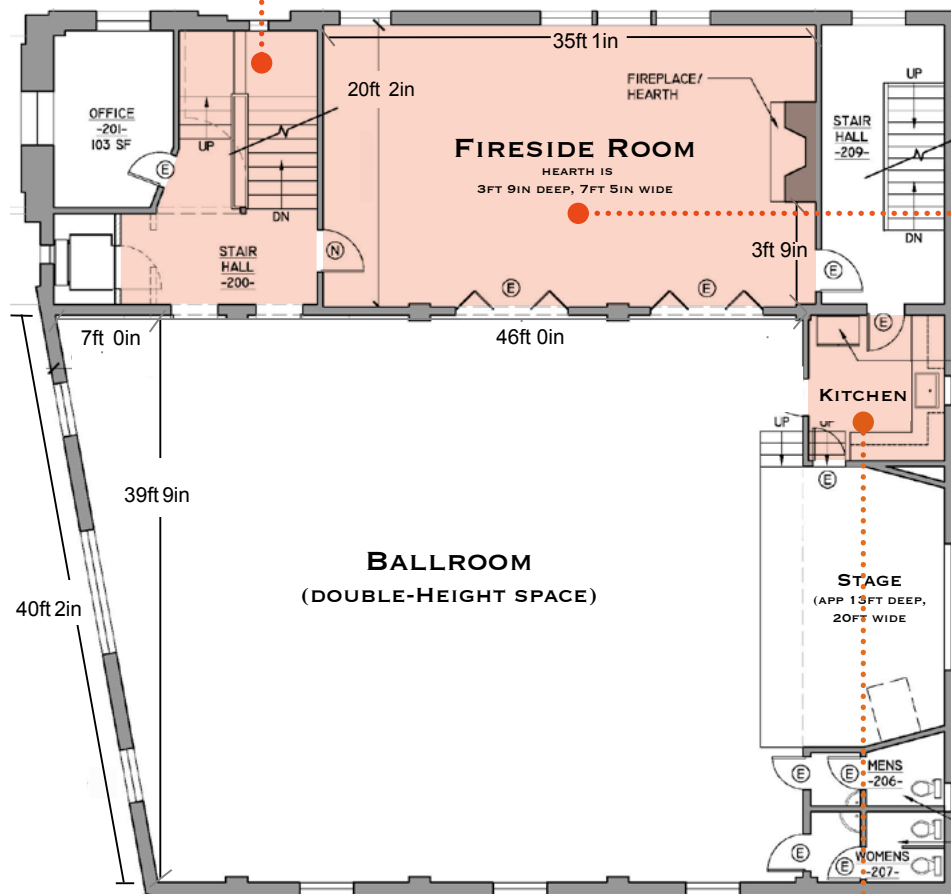 35ft 1in
20ft 2in
FIREPLACE/
HEARTH
UP
OFFICE
-201-
103 SF
E
UP
DN
STAIR
HALL
-209-
UP
DN
FIRESIDE ROOM
HEARTH IS
3FT 9IN DEEP, 7FT 5IN WIDE
STAIR
HALL
-200-
N
3ft 9in
E
E
E
7ft 0in
46ft 0in
E
KITCHEN
UP
UP
E
39ft 9in
BALLROOM
(DOUBLE-HEIGHT SPACE)
STAGE
(APP 13FT DEEP,
20FT WIDE
40ft 2in
E
E
MENS
-206-
E
E
WOMENS
-207-